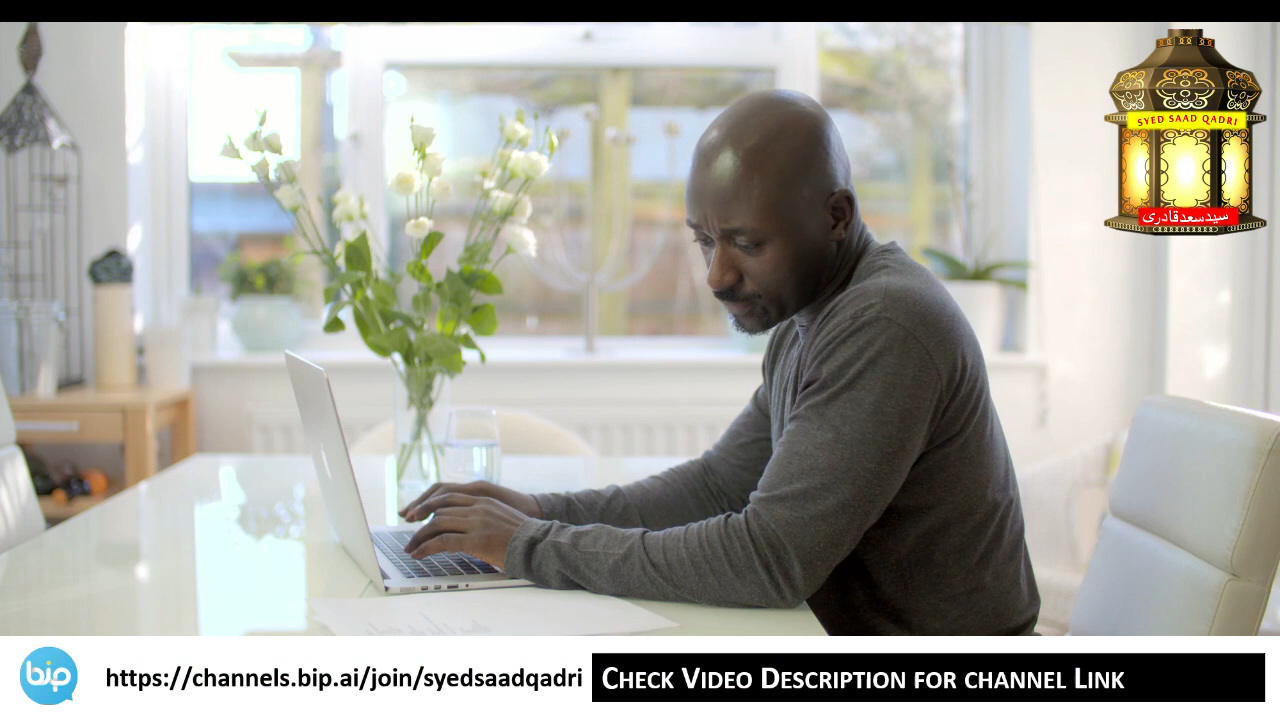 SYED SAAD QADRI
سیدسعدقادری
bip
https://channels.bip.ai/join/syedsaadqadri
CHECK VIDEO DESCRIPTION FOR CHANNEL LINK